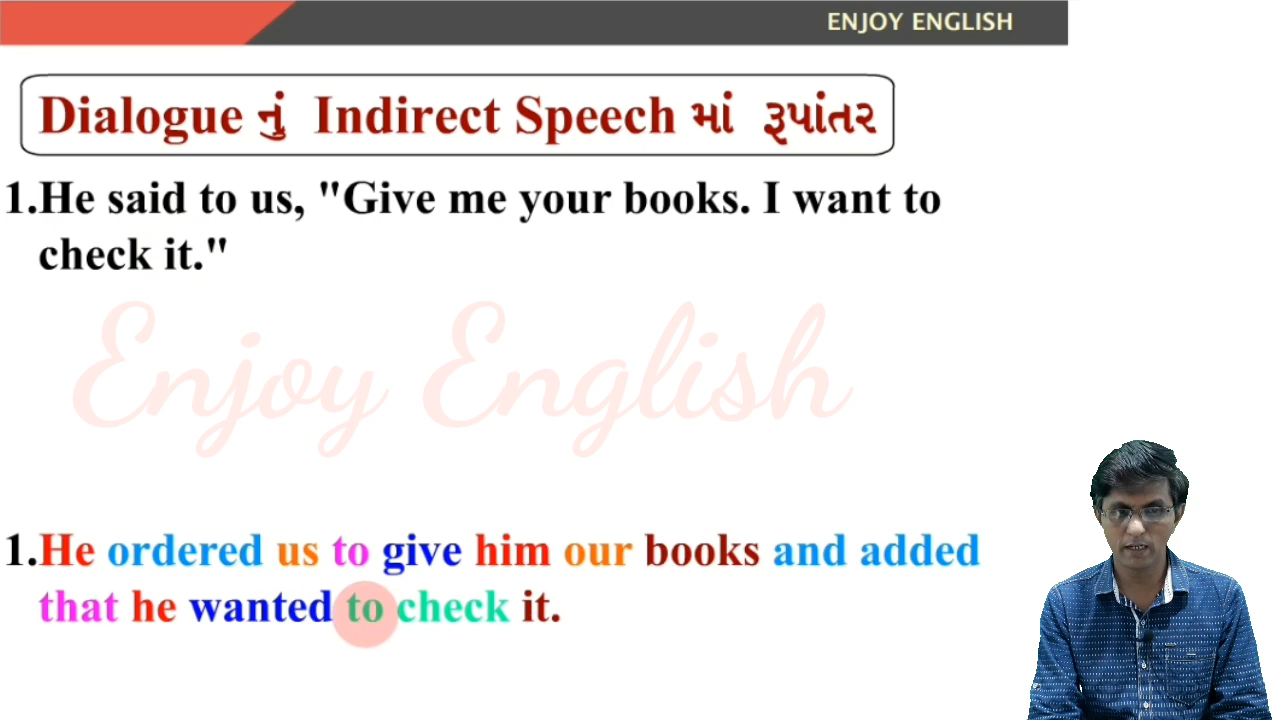 ENJOY ENGLISH
Dialogue નું Indirect Speech માં રૂપાંતર
1.He said to us, "Give me your books. I want to
check it."
Enjoy English
1.He ordered us to give him our books and added
that he wanted to check it.